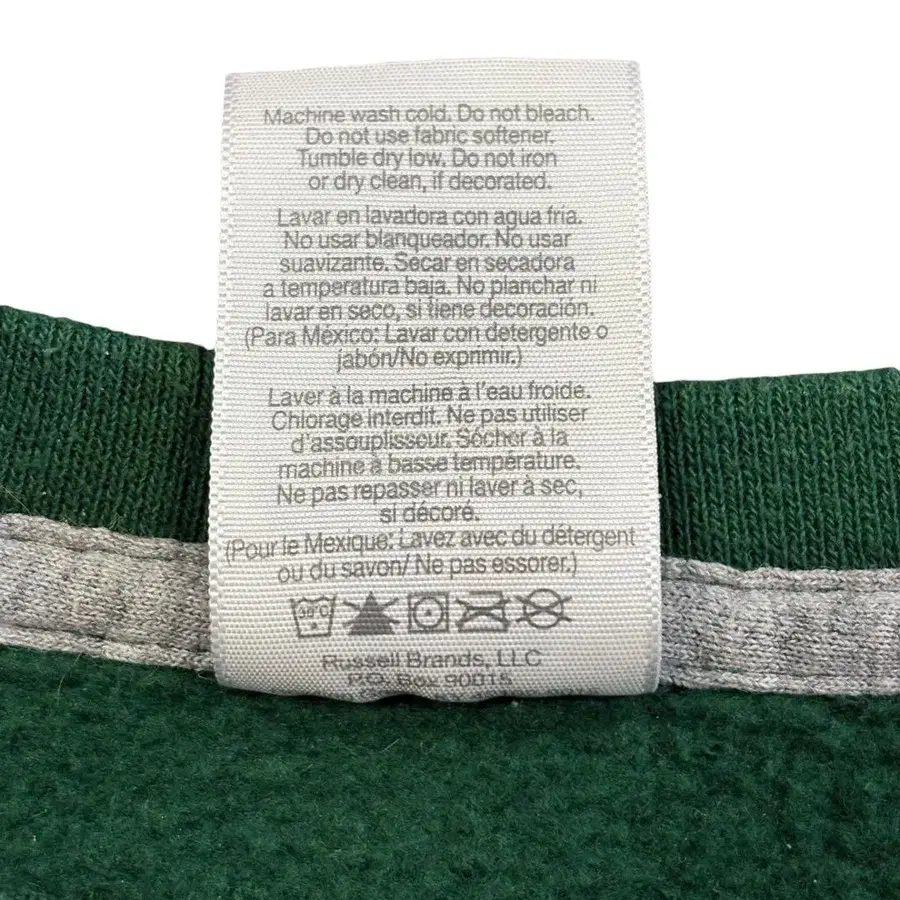 Machine wash cold. Do not bleach.
Do not use fabric softener.
Tumble dry low. Do not iron
or dry clean, if decorated.
Lavar en lavadora con agua fría.
No usar blanqueador. No usar
suavizante. Secar en secadora
a temperatura baja. No planchar ni
lavar en seco, si tiene decoración.
(Para México: Lavar con detergente o
jabón/No exprimir.)
Laver à la machine à l'eau froide.
Chlorage interdit. Ne pas utiliser
d'assouplisseur. Sécher à la
machine à basse température.
Ne pas repasser ni laver à sec,
si décoré.
(Pour le Mexique: Lavez avec du détergent
ou du savon/ Ne pas essorer.)
30°C
Russell Brands, LLC
P.O. Box 90015